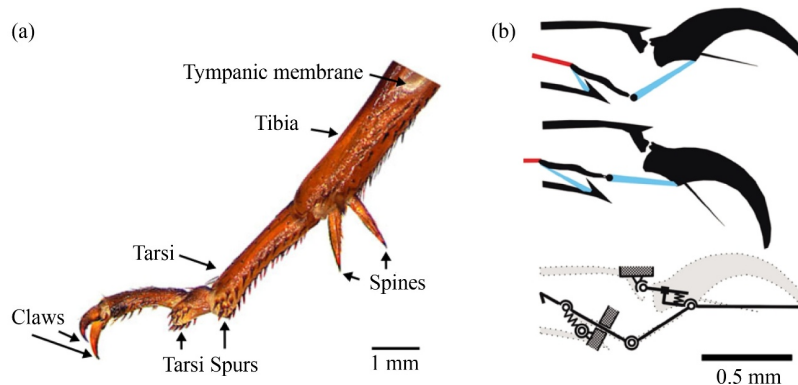 (a)
Tympanic membrane
Tibia
Tarsi
Spines
Claws
Tarsi Spurs
1 mm
(b)
0.5 mm